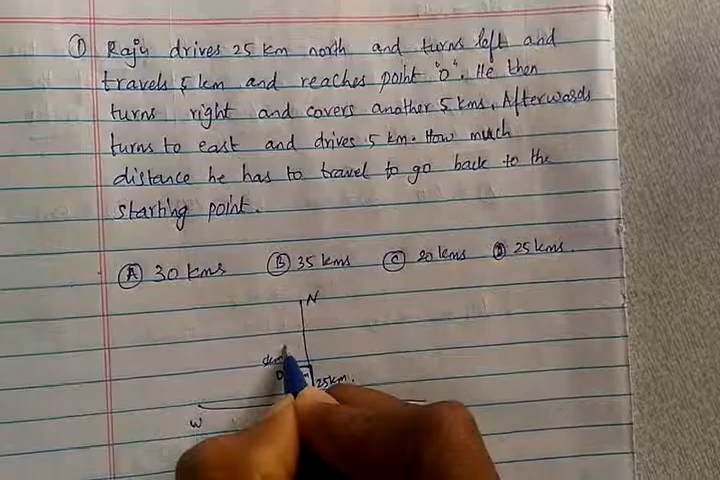 ① Raju drives 25 km north and turns left and
travels 5 km and reaches point "O". He then
turns right and covers another 5 kms. Afterwards
turns to east and drives 5 km. How much
distance he has to travel to go back to the
starting point.
Ⓐ 30 kms Ⓑ 35 kms Ⓒ 20 kms Ⓓ 25 kms.
N
25km.
W